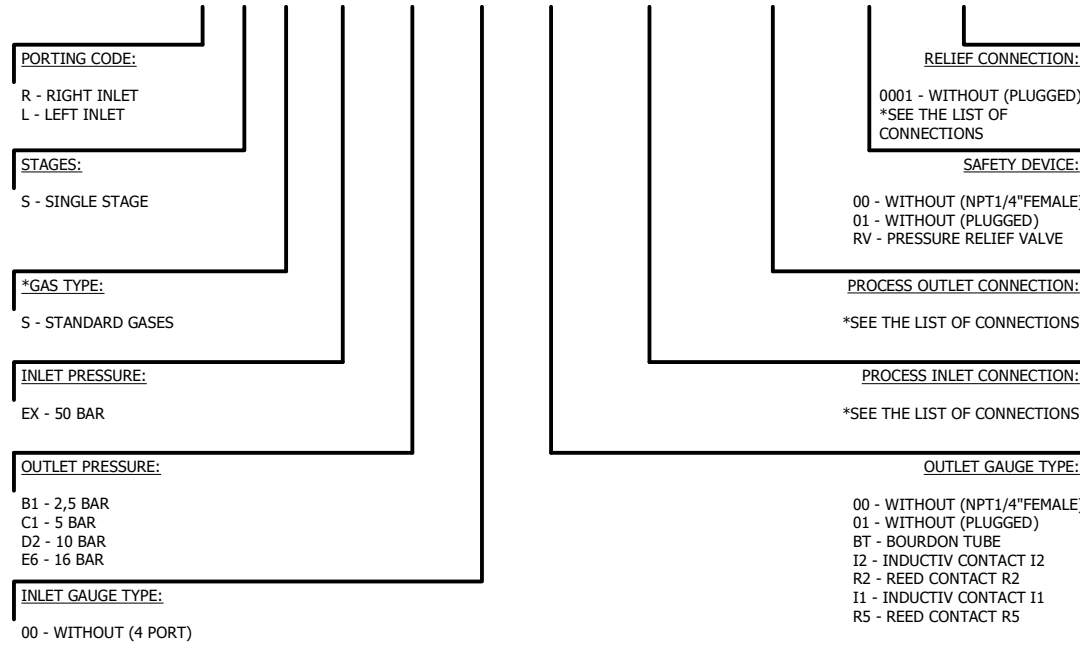 PORTING CODE:
R - RIGHT INLET
L - LEFT INLET
STAGES:
S - SINGLE STAGE
*GAS TYPE:
S - STANDARD GASES
INLET PRESSURE:
EX - 50 BAR
OUTLET PRESSURE:
B1 - 2,5 BAR
C1 - 5 BAR
D2 - 10 BAR
E6 - 16 BAR
INLET GAUGE TYPE:
00 - WITHOUT (4 PORT)
RELIEF CONNECTION:
0001 - WITHOUT (PLUGGED)
*SEE THE LIST OF
CONNECTIONS
SAFETY DEVICE:
00 - WITHOUT (NPT1/4"FEMALE)
01 - WITHOUT (PLUGGED)
RV - PRESSURE RELIEF VALVE
PROCESS OUTLET CONNECTION:
*SEE THE LIST OF CONNECTIONS
PROCESS INLET CONNECTION:
*SEE THE LIST OF CONNECTIONS
OUTLET GAUGE TYPE:
00 - WITHOUT (NPT1/4"FEMALE)
01 - WITHOUT (PLUGGED)
BT - BOURDON TUBE
I2 - INDUCTIV CONTACT I2
R2 - REED CONTACT R2
I1 - INDUCTIV CONTACT I1
R5 - REED CONTACT R5